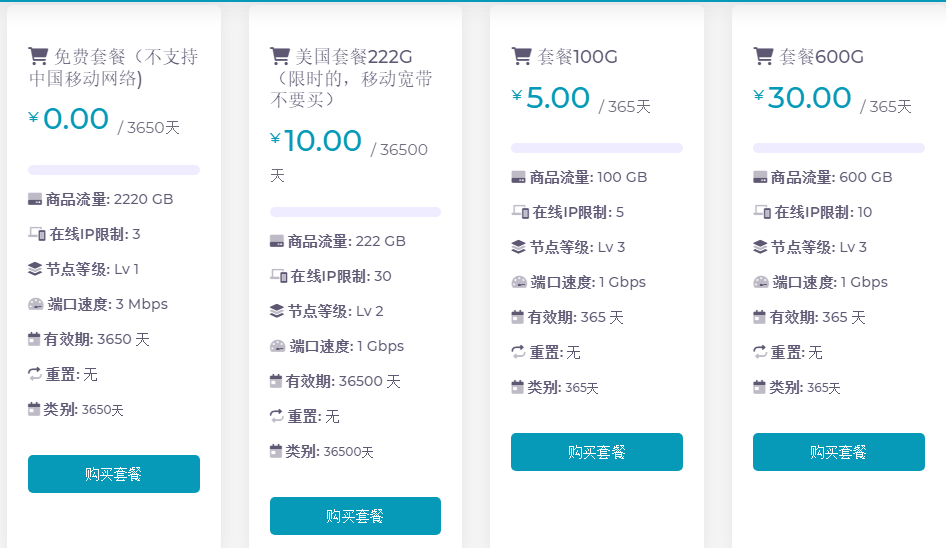 免费套餐（不支持
中国移动网络)
¥0.00 / 3650天
商品流量: 2220 GB
在线IP限制: 3
节点等级: Lv 1
端口速度: 3 Mbps
有效期: 3650 天
重置: 无
类别: 3650天
购买套餐
美国套餐222G
（限时的，移动宽带
不要买）
¥10.00 / 36500
天
商品流量: 222 GB
在线IP限制: 30
节点等级: Lv 2
端口速度: 1 Gbps
有效期: 36500 天
重置: 无
类别: 36500天
购买套餐
套餐100G
¥5.00 / 365天
商品流量: 100 GB
在线IP限制: 5
节点等级: Lv 3
端口速度: 1 Gbps
有效期: 365 天
重置: 无
类别: 365天
购买套餐
套餐600G
¥30.00 / 365天
商品流量: 600 GB
在线IP限制: 10
节点等级: Lv 3
端口速度: 1 Gbps
有效期: 365 天
重置: 无
类别: 365天
购买套餐